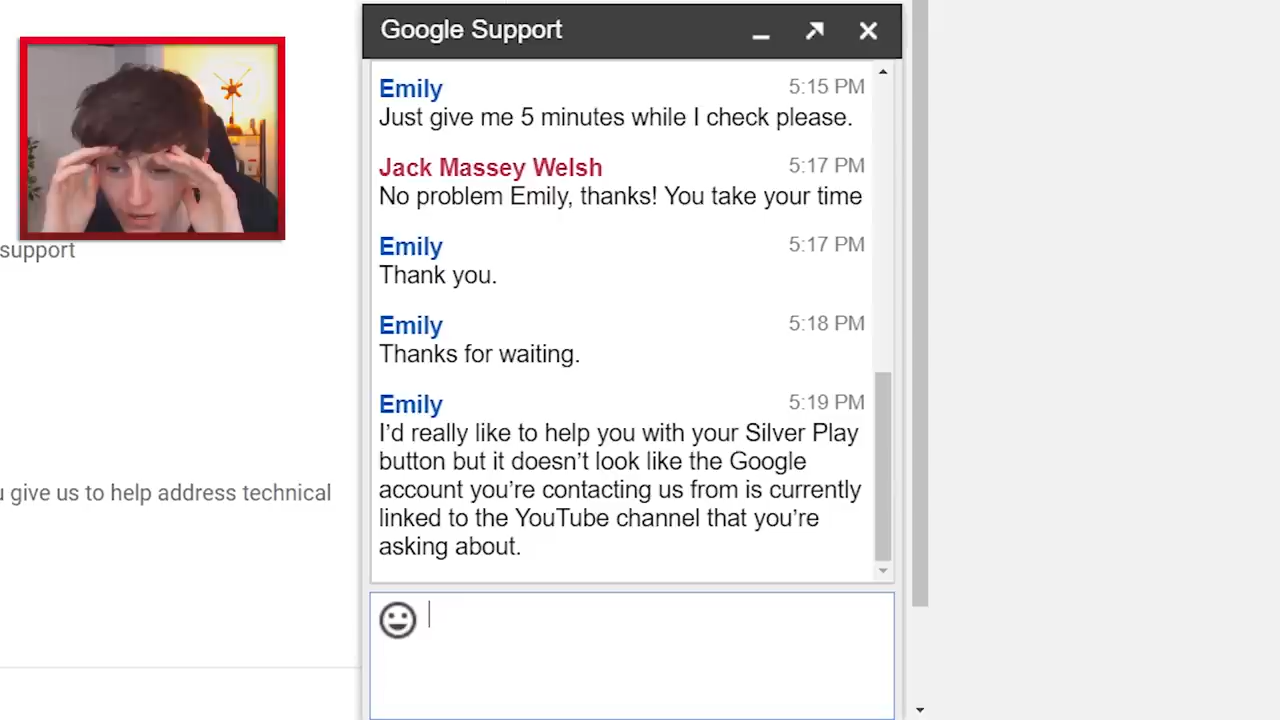 Google Support
Emily 5:15 PM
Just give me 5 minutes while I check please.
Jack Massey Welsh 5:17 PM
No problem Emily, thanks! You take your time
Emily 5:17 PM
Thank you.
Emily 5:18 PM
Thanks for waiting.
Emily 5:19 PM
I’d really like to help you with your Silver Play
button but it doesn’t look like the Google
account you’re contacting us from is currently
linked to the YouTube channel that you’re
asking about.
support
give us to help address technical